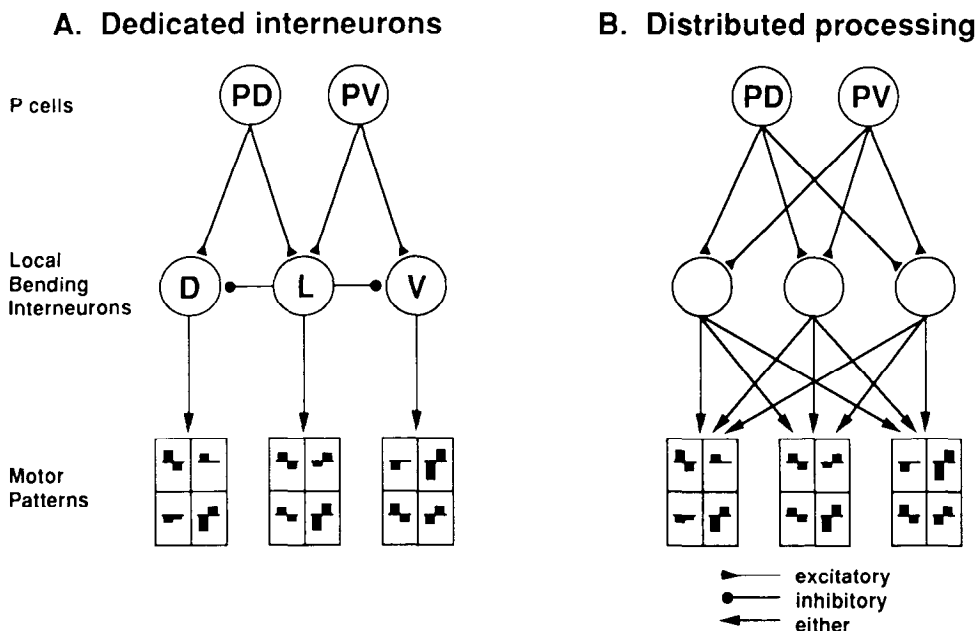 A. Dedicated interneurons
B. Distributed processing
P cells
PD
PV
PD
PV
Local
Bending
Interneurons
D
L
V
Motor
Patterns
excitatory
inhibitory
either